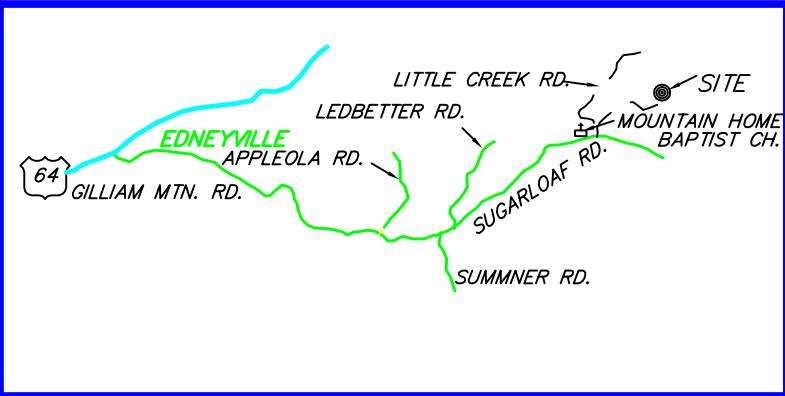 LITTLE CREEK RD.
SITE
LEDBETTER RD.
MOUNTAIN HOME
BAPTIST CH.
EDNEYVILLE
APPLEOLA RD.
64
GILLIAM MTN. RD.
SUGARLOAF RD.
SUMMNER RD.